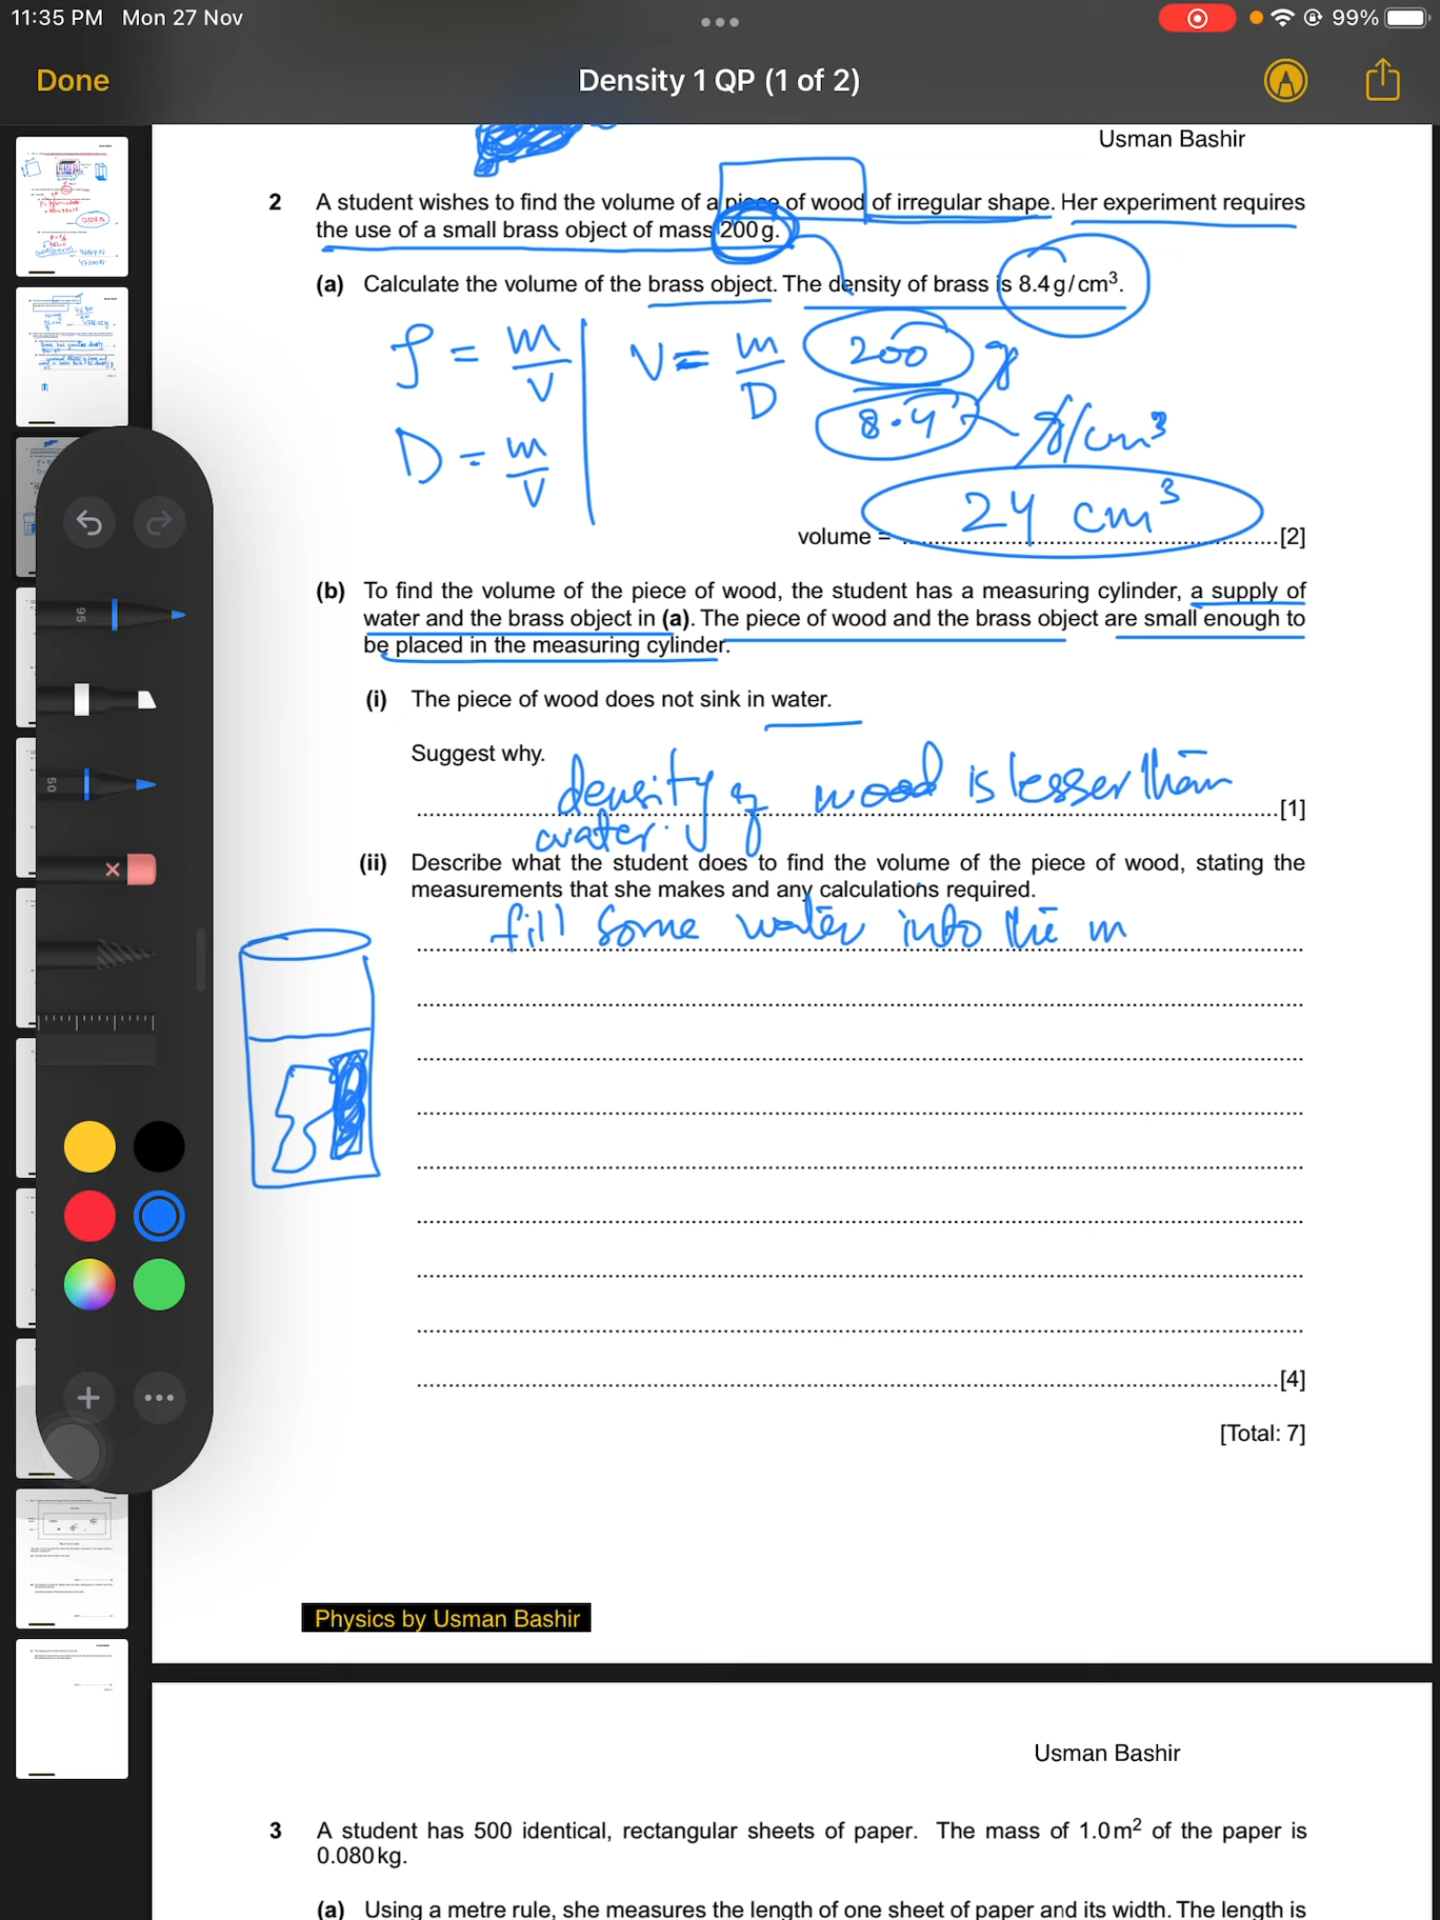 11:35 PM Mon 27 Nov
99%
Done
Density 1 QP (1 of 2)
Usman Bashir
2 A student wishes to find the volume of a piece of wood of irregular shape. Her experiment requires
the use of a small brass object of mass 200 g.
(a) Calculate the volume of the brass object. The density of brass is 8.4 g/cm³.
ρ = m/V
V = m/D
200 g
8.4 g/cm³
D = m/V
24 cm³
volume = [2]
(b) To find the volume of the piece of wood, the student has a measuring cylinder, a supply of
water and the brass object in (a). The piece of wood and the brass object are small enough to
be placed in the measuring cylinder.
(i) The piece of wood does not sink in water.
Suggest why.
density of wood is lesser than
[1]
water.
(ii) Describe what the student does to find the volume of the piece of wood, stating the
measurements that she makes and any calculations required.
fill some water into the m
[4]
[Total: 7]
Physics by Usman Bashir
Usman Bashir
3 A student has 500 identical, rectangular sheets of paper. The mass of 1.0 m² of the paper is
0.080 kg.
(a) Using a metre rule, she measures the length of one sheet of paper and its width. The length is
95
50